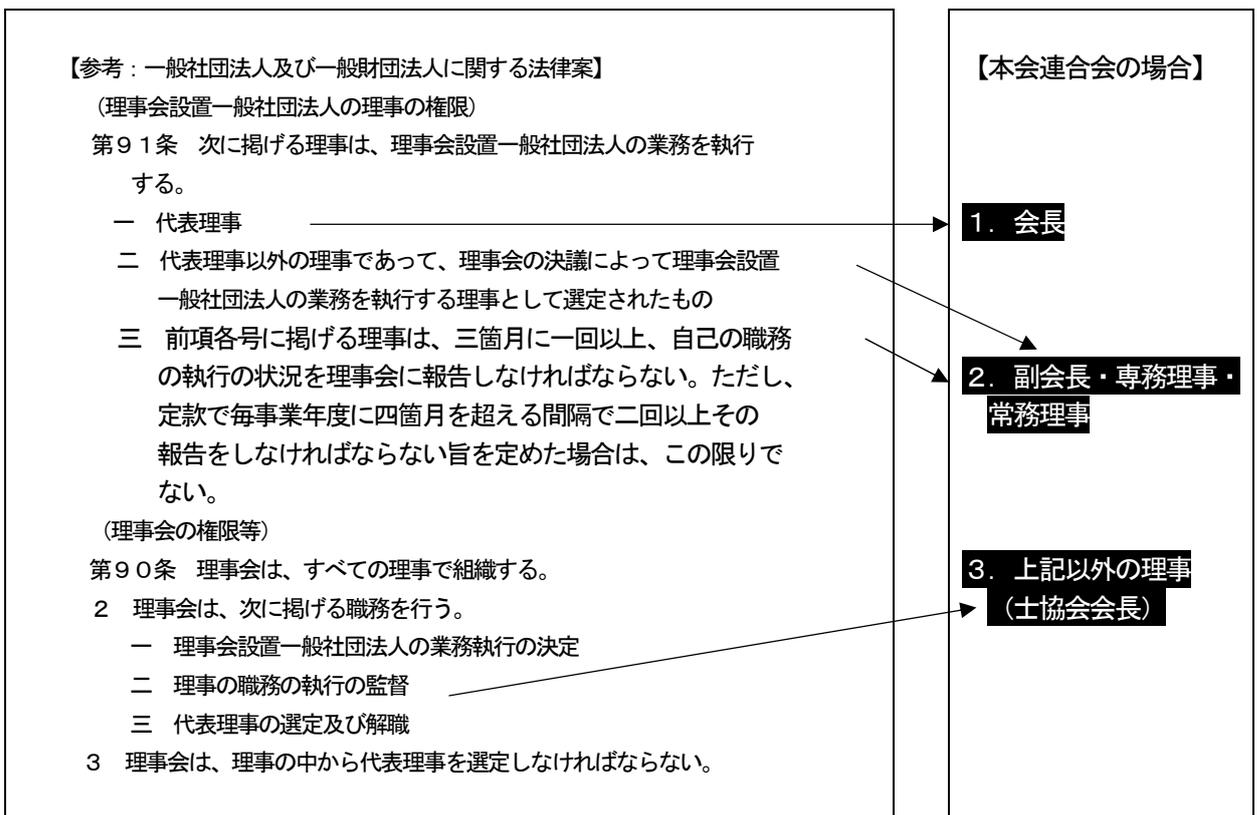 【参考：一般社団法人及び一般財団法人に関する法律案】
（理事会設置一般社団法人の理事の権限）
第９１条　次に掲げる理事は、理事会設置一般社団法人の業務を執行
する。
一　代表理事
二　代表理事以外の理事であって、理事会の決議によって理事会設置
一般社団法人の業務を執行する理事として選定されたもの
三　前項各号に掲げる理事は、三箇月に一回以上、自己の職務
の執行の状況を理事会に報告しなければならない。ただし、
定款で毎事業年度に四箇月を超える間隔で二回以上その
報告をしなければならない旨を定めた場合は、この限りで
ない。
（理事会の権限等）
第９０条　理事会は、すべての理事で組織する。
２　理事会は、次に掲げる職務を行う。
一　理事会設置一般社団法人の業務執行の決定
二　理事の職務の執行の監督
三　代表理事の選定及び解職
３　理事会は、理事の中から代表理事を選定しなければならない。
【本会連合会の場合】
１．会長
２．副会長・専務理事・
常務理事
３．上記以外の理事
（士協会会長）